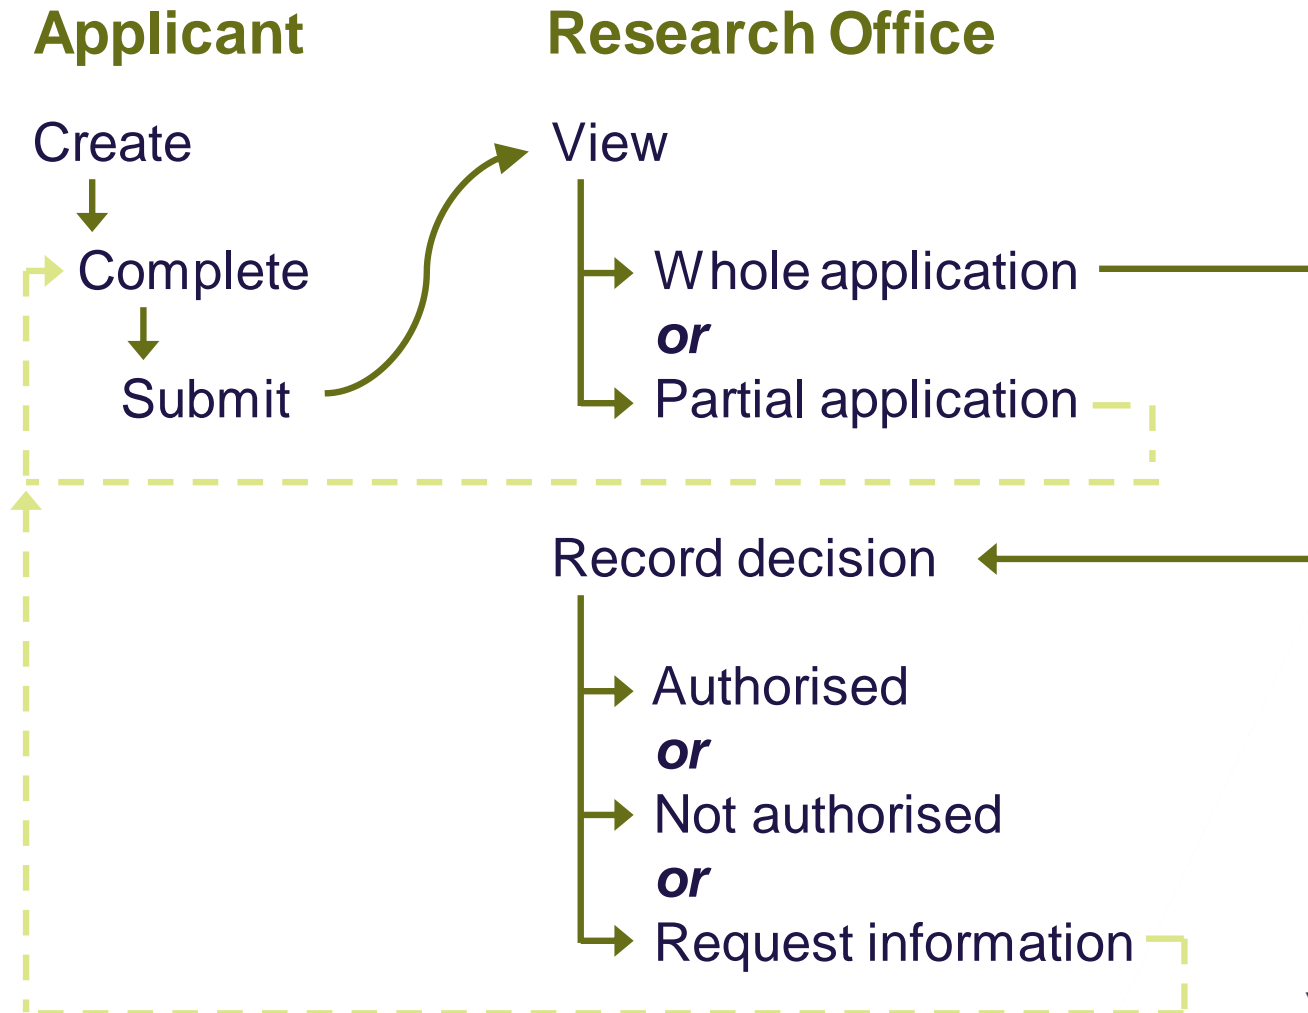 Applicant
Research Office
Create
Complete
Submit
View
Whole application
or
Partial application
Record decision
Authorised
or
Not authorised
or
Request information